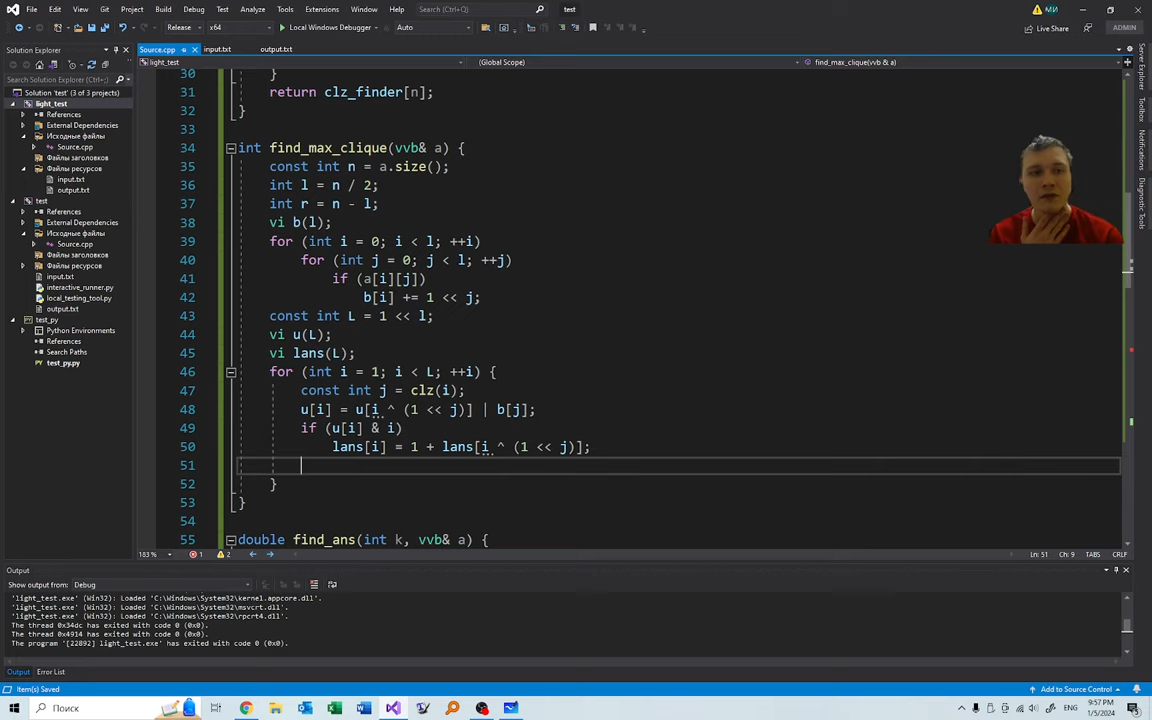 File Edit View Git Project Build Debug Test Analyze Tools Extensions Window Help Search (Ctrl+Q) test МИ
Release x64 Local Windows Debugger Auto Live Share ADMIN
Solution Explorer
Search Solution Explorer (Ctrl+;)
Solution 'test' (3 of 3 projects)
light_test
References
External Dependencies
Исходные файлы
Source.cpp
Файлы заголовков
Файлы ресурсов
input.txt
output.txt
test
References
External Dependencies
Исходные файлы
Source.cpp
Файлы ресурсов
input.txt
interactive_runner.py
local_testing_tool.py
output.txt
test_py
Python Environments
References
Search Paths
test_py.py
Source.cpp input.txt output.txt
light_test (Global Scope) find_max_clique(vvb & a)
30 }
31 return clz_finder[n];
32 }
33
34 int find_max_clique(vvb& a) {
35 const int n = a.size();
36 int l = n / 2;
37 int r = n - l;
38 vi b(l);
39 for (int i = 0; i < l; ++i)
40 for (int j = 0; j < l; ++j)
41 if (a[i][j])
42 b[i] += 1 << j;
43 const int L = 1 << l;
44 vi u(L);
45 vi lans(L);
46 for (int i = 1; i < L; ++i) {
47 const int j = clz(i);
48 u[i] = u[i ^ (1 << j)] | b[j];
49 if (u[i] & i)
50 lans[i] = 1 + lans[i ^ (1 << j)];
51
52 }
53 }
54
55 double find_ans(int k, vvb& a) {
183 % 1 2 Ln: 51 Ch: 9 TABS CRLF
Server Explorer
Toolbox
Notifications
Diagnostic Tools
Output
Show output from: Debug
'light_test.exe' (Win32): Loaded 'C:\Windows\System32\kernel.appcore.dll'.
'light_test.exe' (Win32): Loaded 'C:\Windows\System32\msvcrt.dll'.
'light_test.exe' (Win32): Loaded 'C:\Windows\System32\rpcrt4.dll'.
The thread 0x34dc has exited with code 0 (0x0).
The thread 0x4914 has exited with code 0 (0x0).
The program '[22892] light_test.exe' has exited with code 0 (0x0).
Output Error List
Item(s) Saved Add to Source Control
Поиск ENG 9:57 PM
1/5/2024